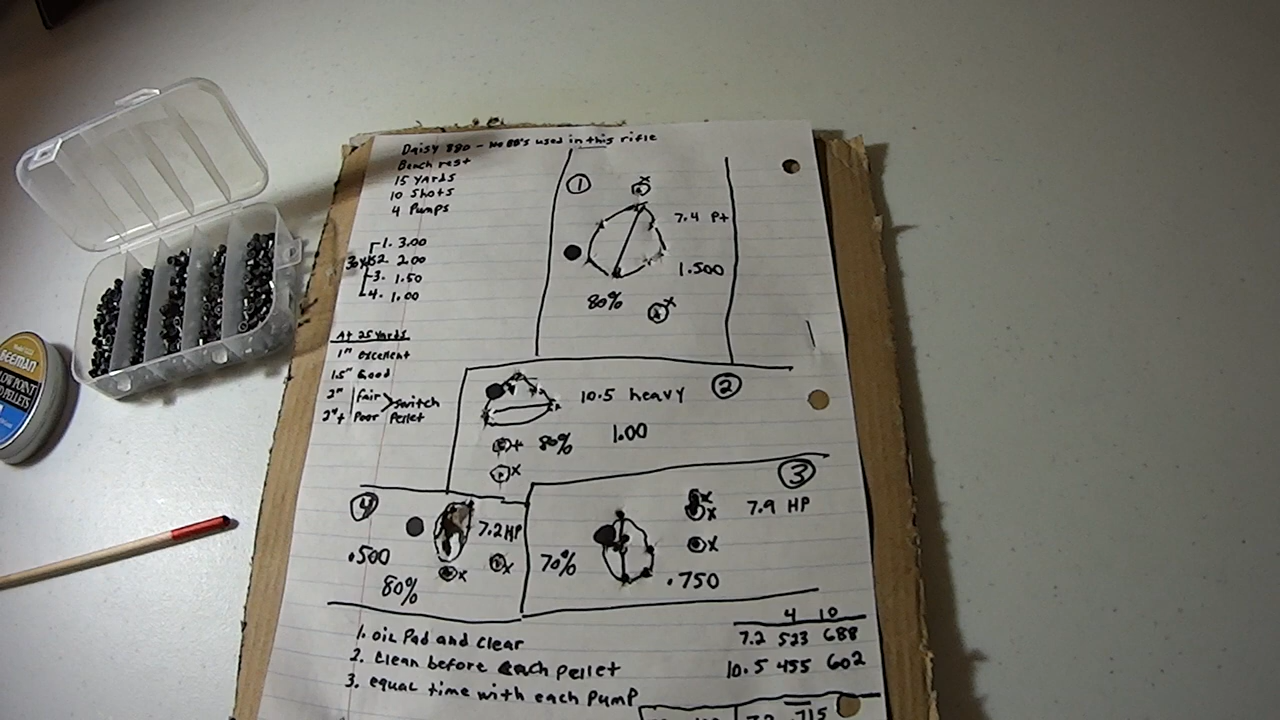 Daisy 880 - No BB's used in this rifle
Bench rest
15 Yards
10 Shots
4 Pumps
1. 3.00
2. 2.00
3. 1.50
4. 1.00
At 25 Yards
1" excellent
1.5" Good
2" Fair
2"+ Poor
switch
Pellet
1
x
7.4 Pt
1.500
80%
x
2
10.5 heavy
1.00
80%
x
x
3
7.9 HP
x
x
x
70%
.750
4
7.2 HP
.500
80%
x
x
1. oil Pad and Clear
2. Clean before each pellet
3. equal time with each Pump
4 10
7.2 523 688
10.5 455 602
.715
BEEMAN